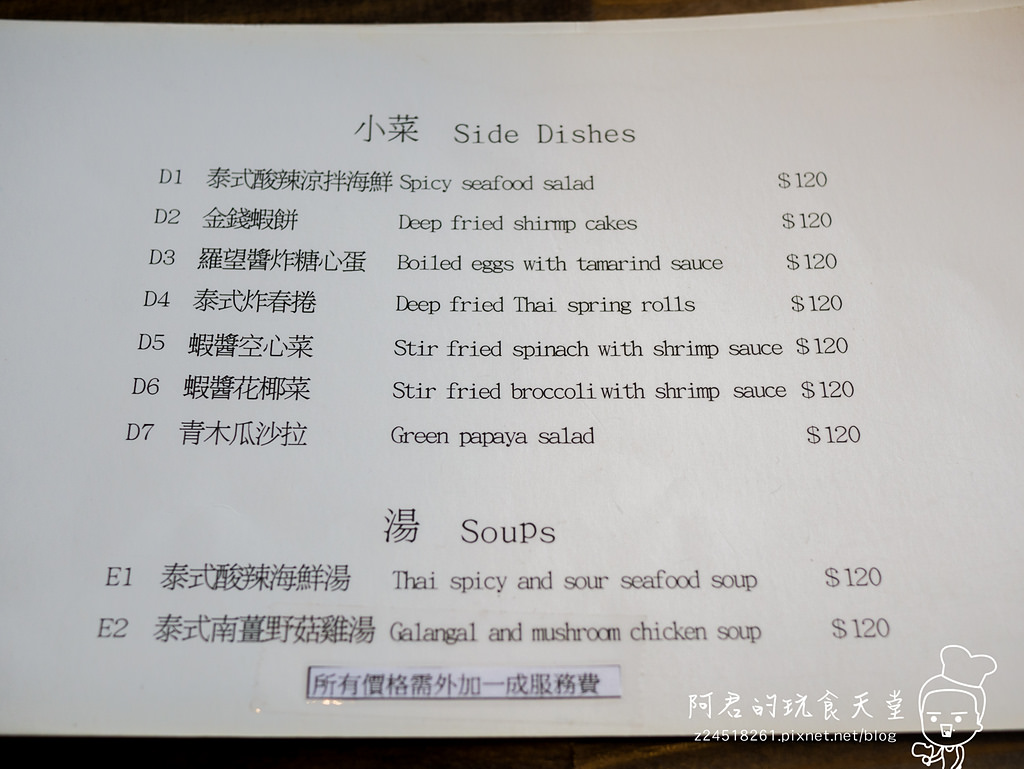 小菜 Side Dishes
D1 泰式酸辣涼拌海鮮 Spicy seafood salad $120
D2 金錢蝦餅 Deep fried shirmp cakes $120
D3 羅望醬炸糖心蛋 Boiled eggs with tamarind sauce $120
D4 泰式炸春捲 Deep fried Thai spring rolls $120
D5 蝦醬空心菜 Stir fried spinach with shrimp sauce $120
D6 蝦醬花椰菜 Stir fried broccoli with shrimp sauce $120
D7 青木瓜沙拉 Green papaya salad $120
湯 Soups
E1 泰式酸辣海鮮湯 Thai spicy and sour seafood soup $120
E2 泰式南薑野菇雞湯 Galangal and mushroom chicken soup $120
所有價格需外加一成服務費
阿君的玩食天堂
z24518261.pixnet.net/blog